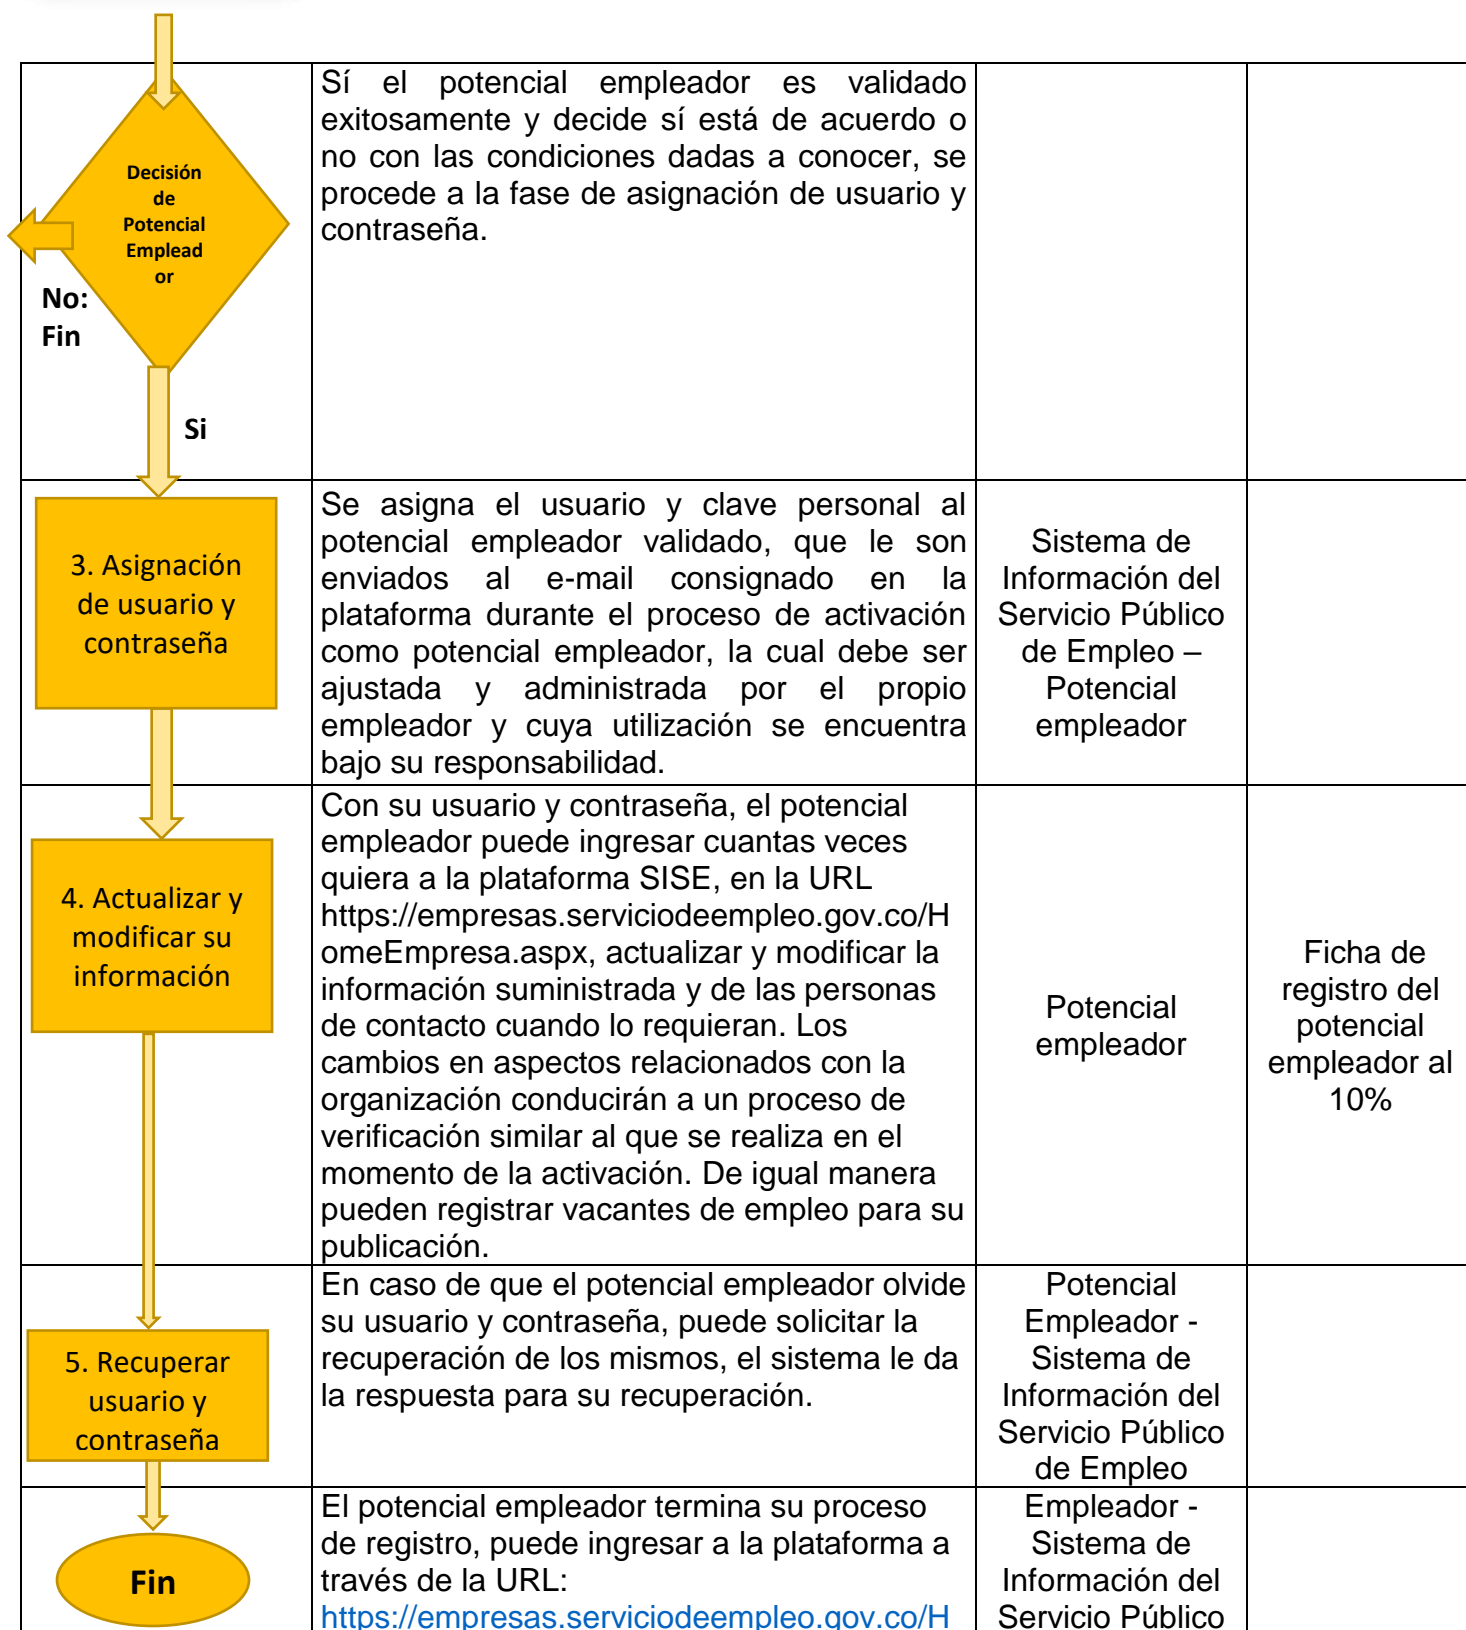 Decisión
de
Potencial
Emplead
or
No:
Fin
Si
Sí el potencial empleador es validado
exitosamente y decide sí está de acuerdo o
no con las condiciones dadas a conocer, se
procede a la fase de asignación de usuario y
contraseña.
3. Asignación
de usuario y
contraseña
Se asigna el usuario y clave personal al
potencial empleador validado, que le son
enviados al e-mail consignado en la
plataforma durante el proceso de activación
como potencial empleador, la cual debe ser
ajustada y administrada por el propio
empleador y cuya utilización se encuentra
bajo su responsabilidad.
Sistema de
Información del
Servicio Público
de Empleo –
Potencial
empleador
4. Actualizar y
modificar su
información
Con su usuario y contraseña, el potencial
empleador puede ingresar cuantas veces
quiera a la plataforma SISE, en la URL
https://empresas.serviciodeempleo.gov.co/H
omeEmpresa.aspx, actualizar y modificar la
información suministrada y de las personas
de contacto cuando lo requieran. Los
cambios en aspectos relacionados con la
organización conducirán a un proceso de
verificación similar al que se realiza en el
momento de la activación. De igual manera
pueden registrar vacantes de empleo para su
publicación.
Potencial
empleador
Ficha de
registro del
potencial
empleador al
10%
5. Recuperar
usuario y
contraseña
En caso de que el potencial empleador olvide
su usuario y contraseña, puede solicitar la
recuperación de los mismos, el sistema le da
la respuesta para su recuperación.
Potencial
Empleador -
Sistema de
Información del
Servicio Público
de Empleo
Fin
El potencial empleador termina su proceso
de registro, puede ingresar a la plataforma a
través de la URL:
https://empresas.serviciodeempleo.gov.co/H
Empleador -
Sistema de
Información del
Servicio Público